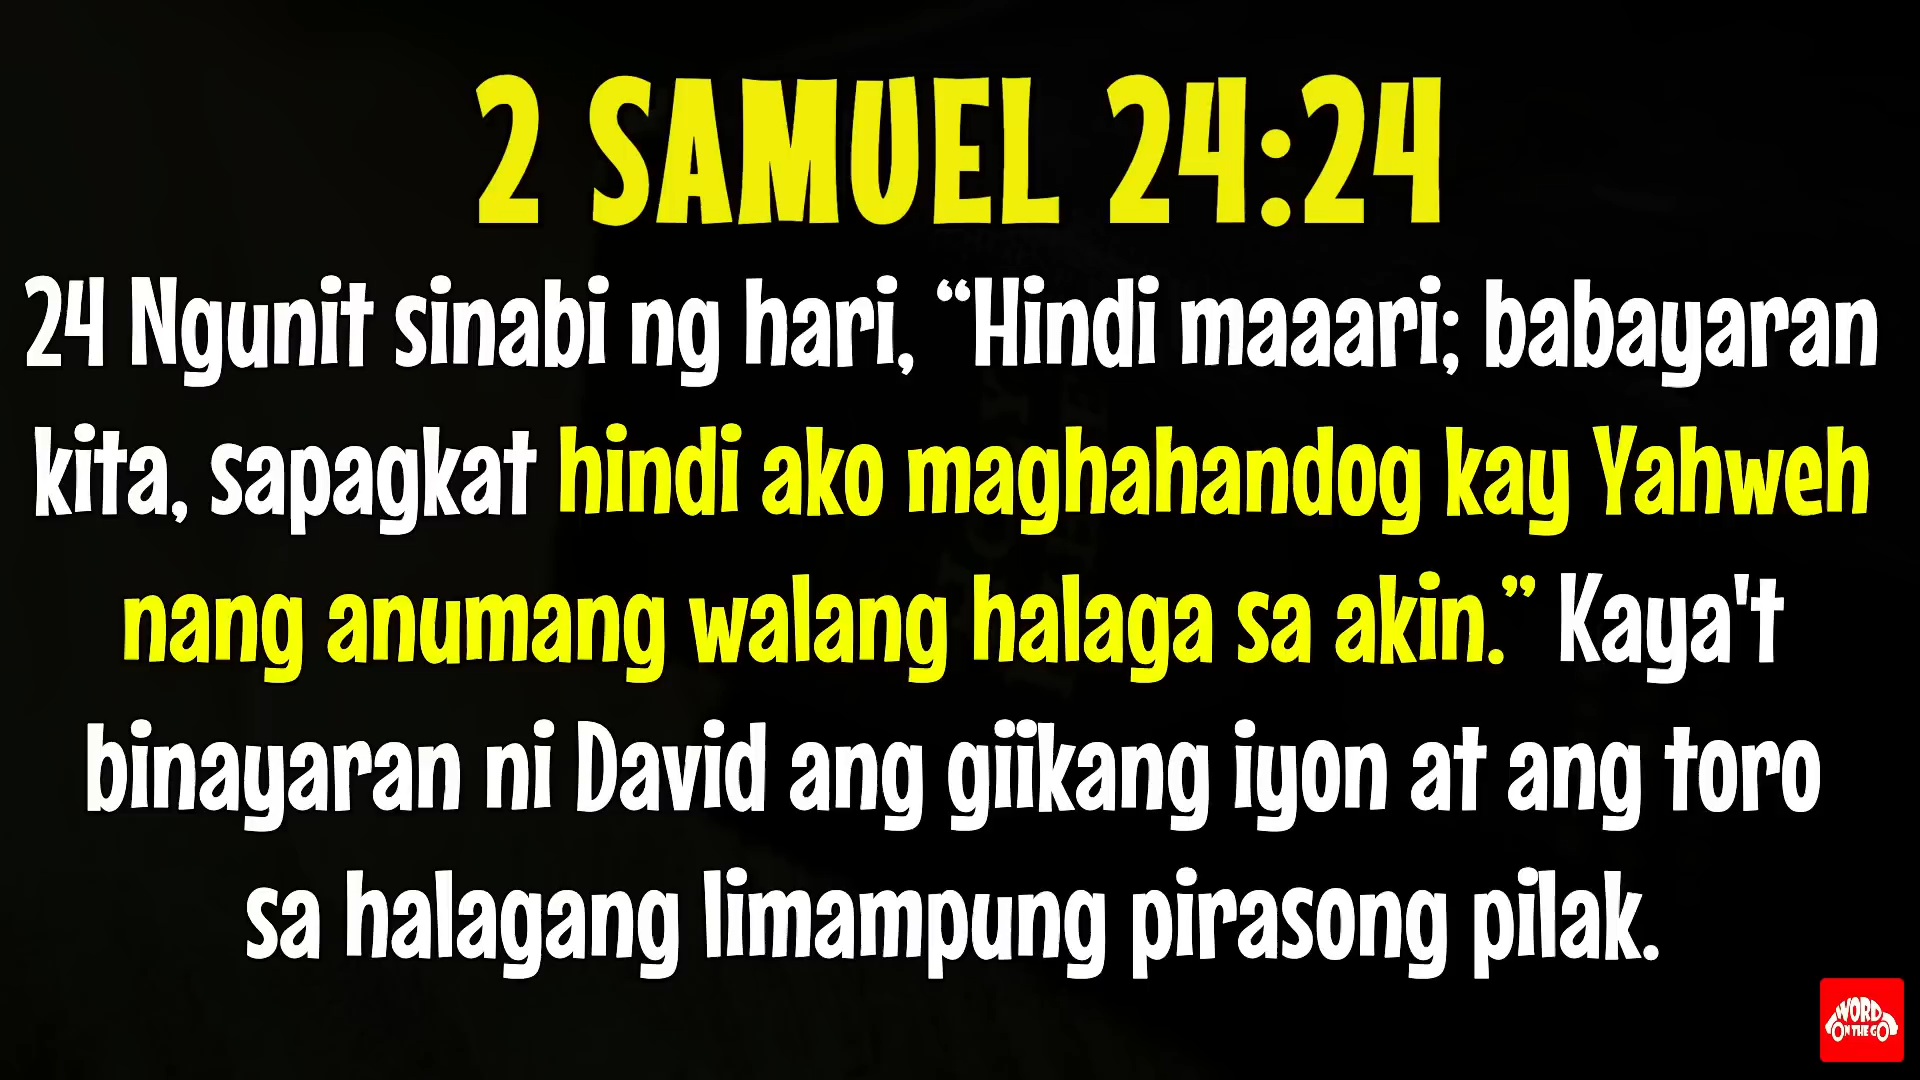 2 SAMUEL 24:24
24 Ngunit sinabi ng hari, “Hindi maaari; babayaran
kita, sapagkat hindi ako maghahandog kay Yahweh
nang anumang walang halaga sa akin.” Kaya't
binayaran ni David ang giikang iyon at ang toro
sa halagang limampung pirasong pilak.
WORD
ON THE GO